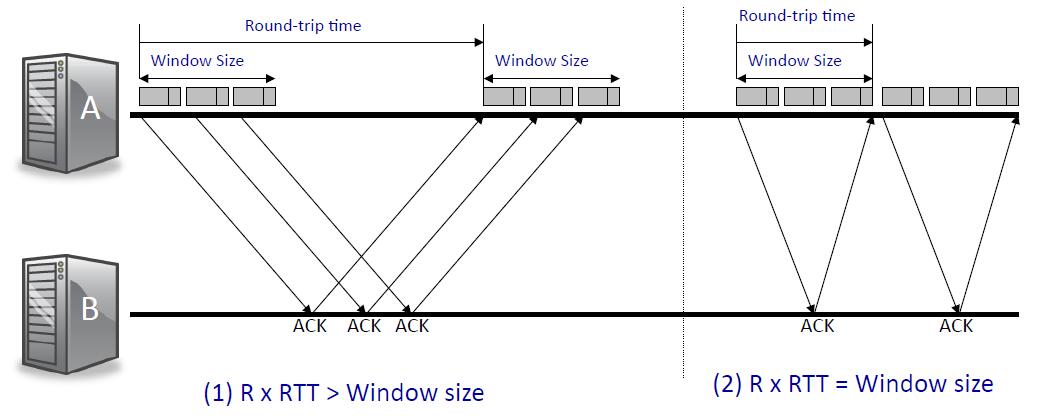 Round-trip time
Window Size
Window Size
Round-trip time
Window Size
A
B
ACK
ACK
ACK
ACK
ACK
(1) R x RTT > Window size
(2) R x RTT = Window size